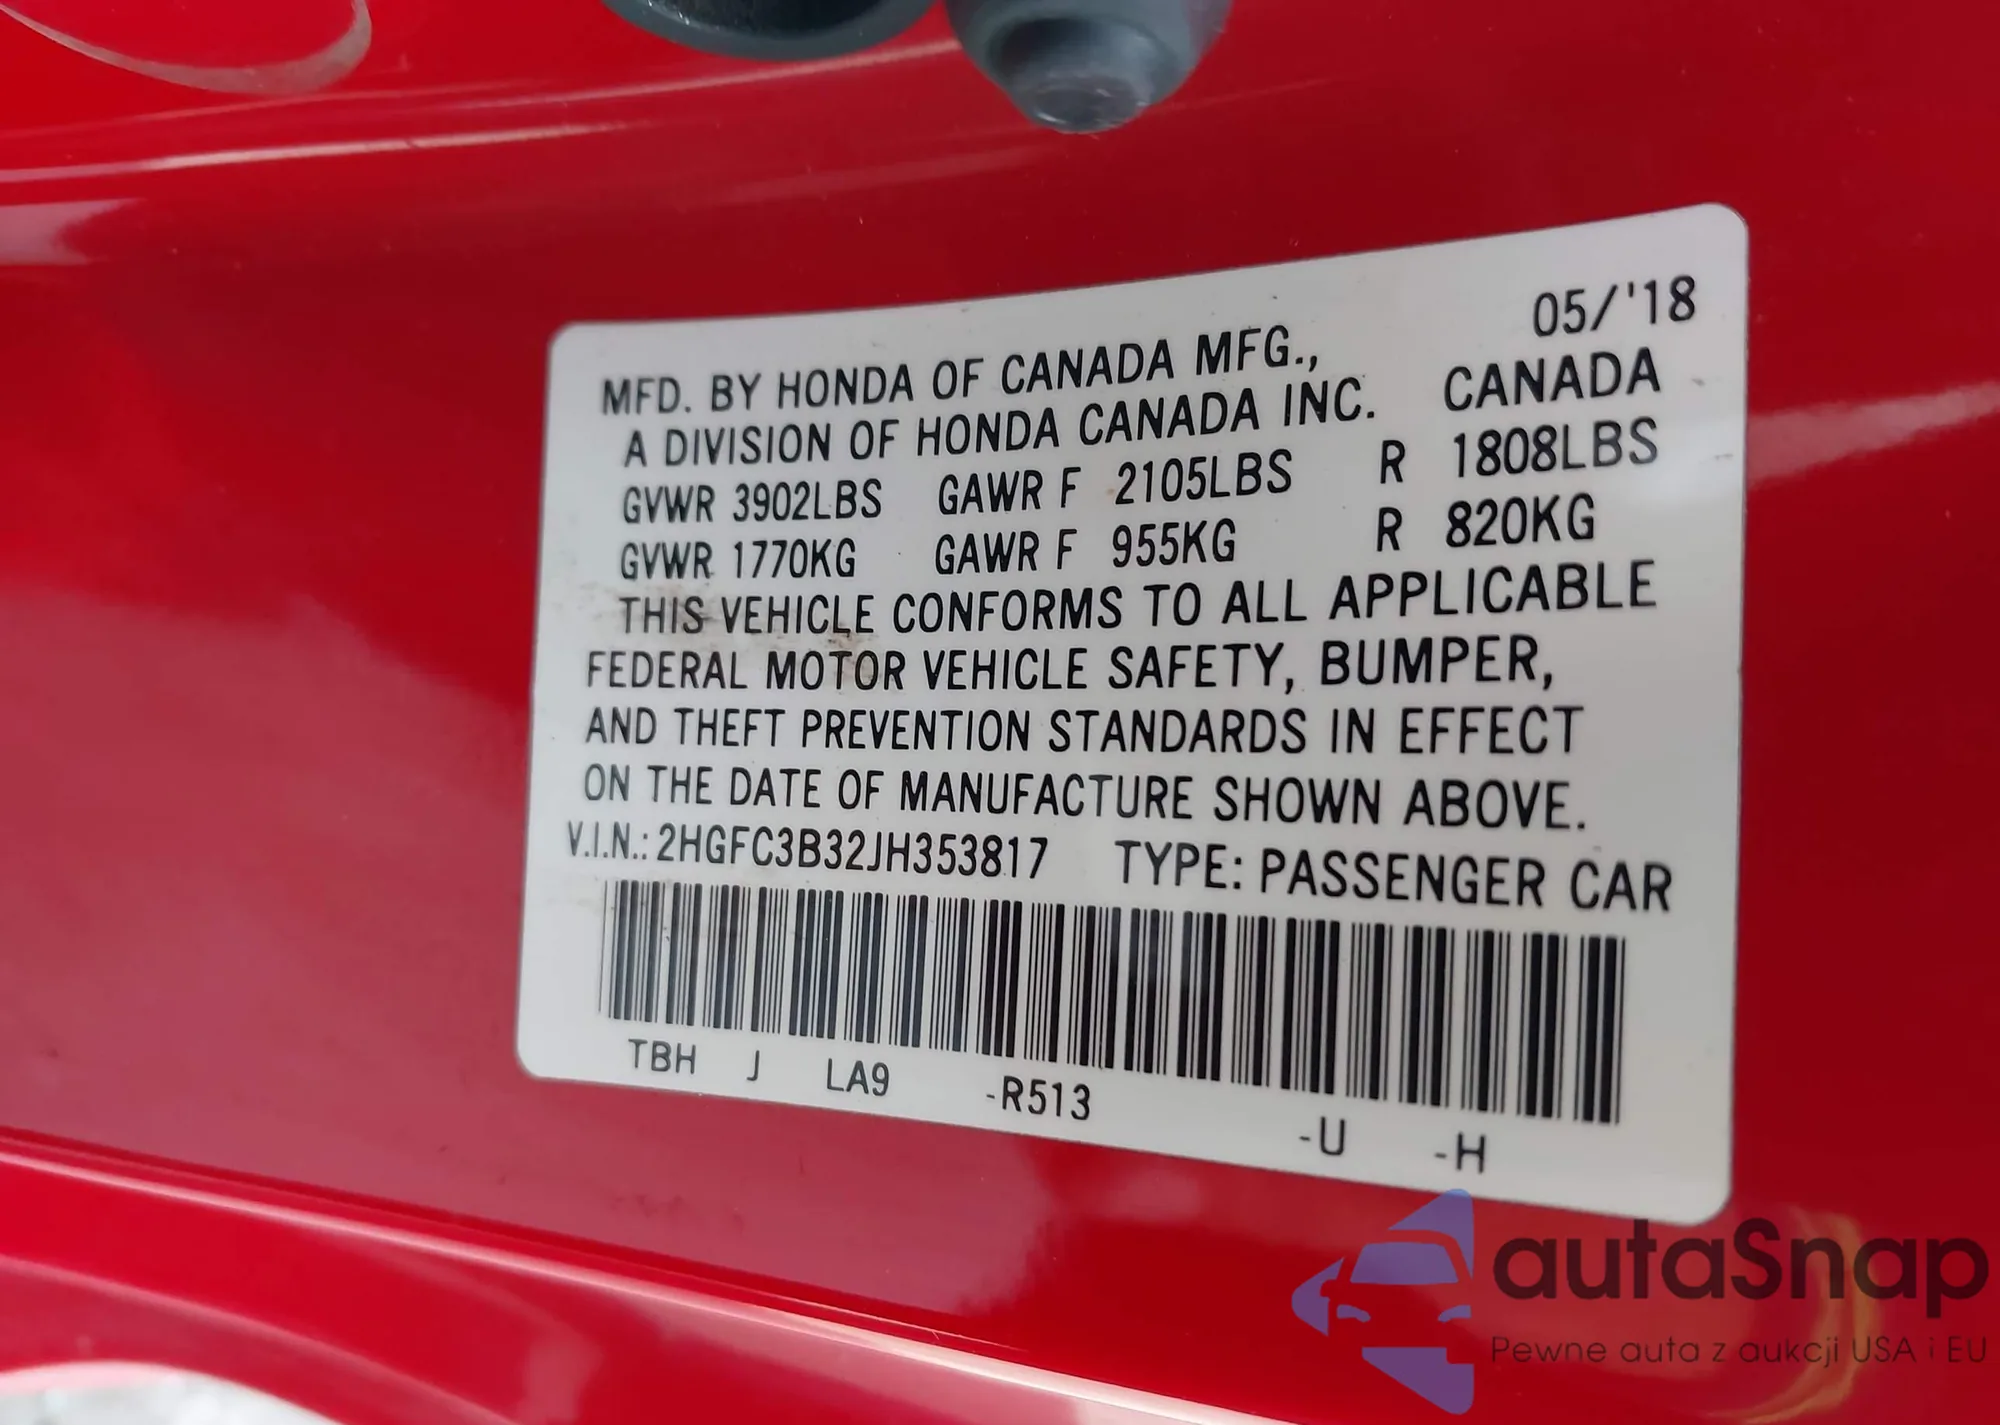 05/'18
MFD. BY HONDA OF CANADA MFG.,
A DIVISION OF HONDA CANADA INC. CANADA
GVWR 3902LBS GAWR F 2105LBS R 1808LBS
GVWR 1770KG GAWR F 955KG R 820KG
THIS VEHICLE CONFORMS TO ALL APPLICABLE
FEDERAL MOTOR VEHICLE SAFETY, BUMPER,
AND THEFT PREVENTION STANDARDS IN EFFECT
ON THE DATE OF MANUFACTURE SHOWN ABOVE.
V.I.N.: 2HGFC3B32JH353817 TYPE: PASSENGER CAR
TBH J LA9 -R513 -U -H
autaSnap
Pewne auta z aukcji USA i EU